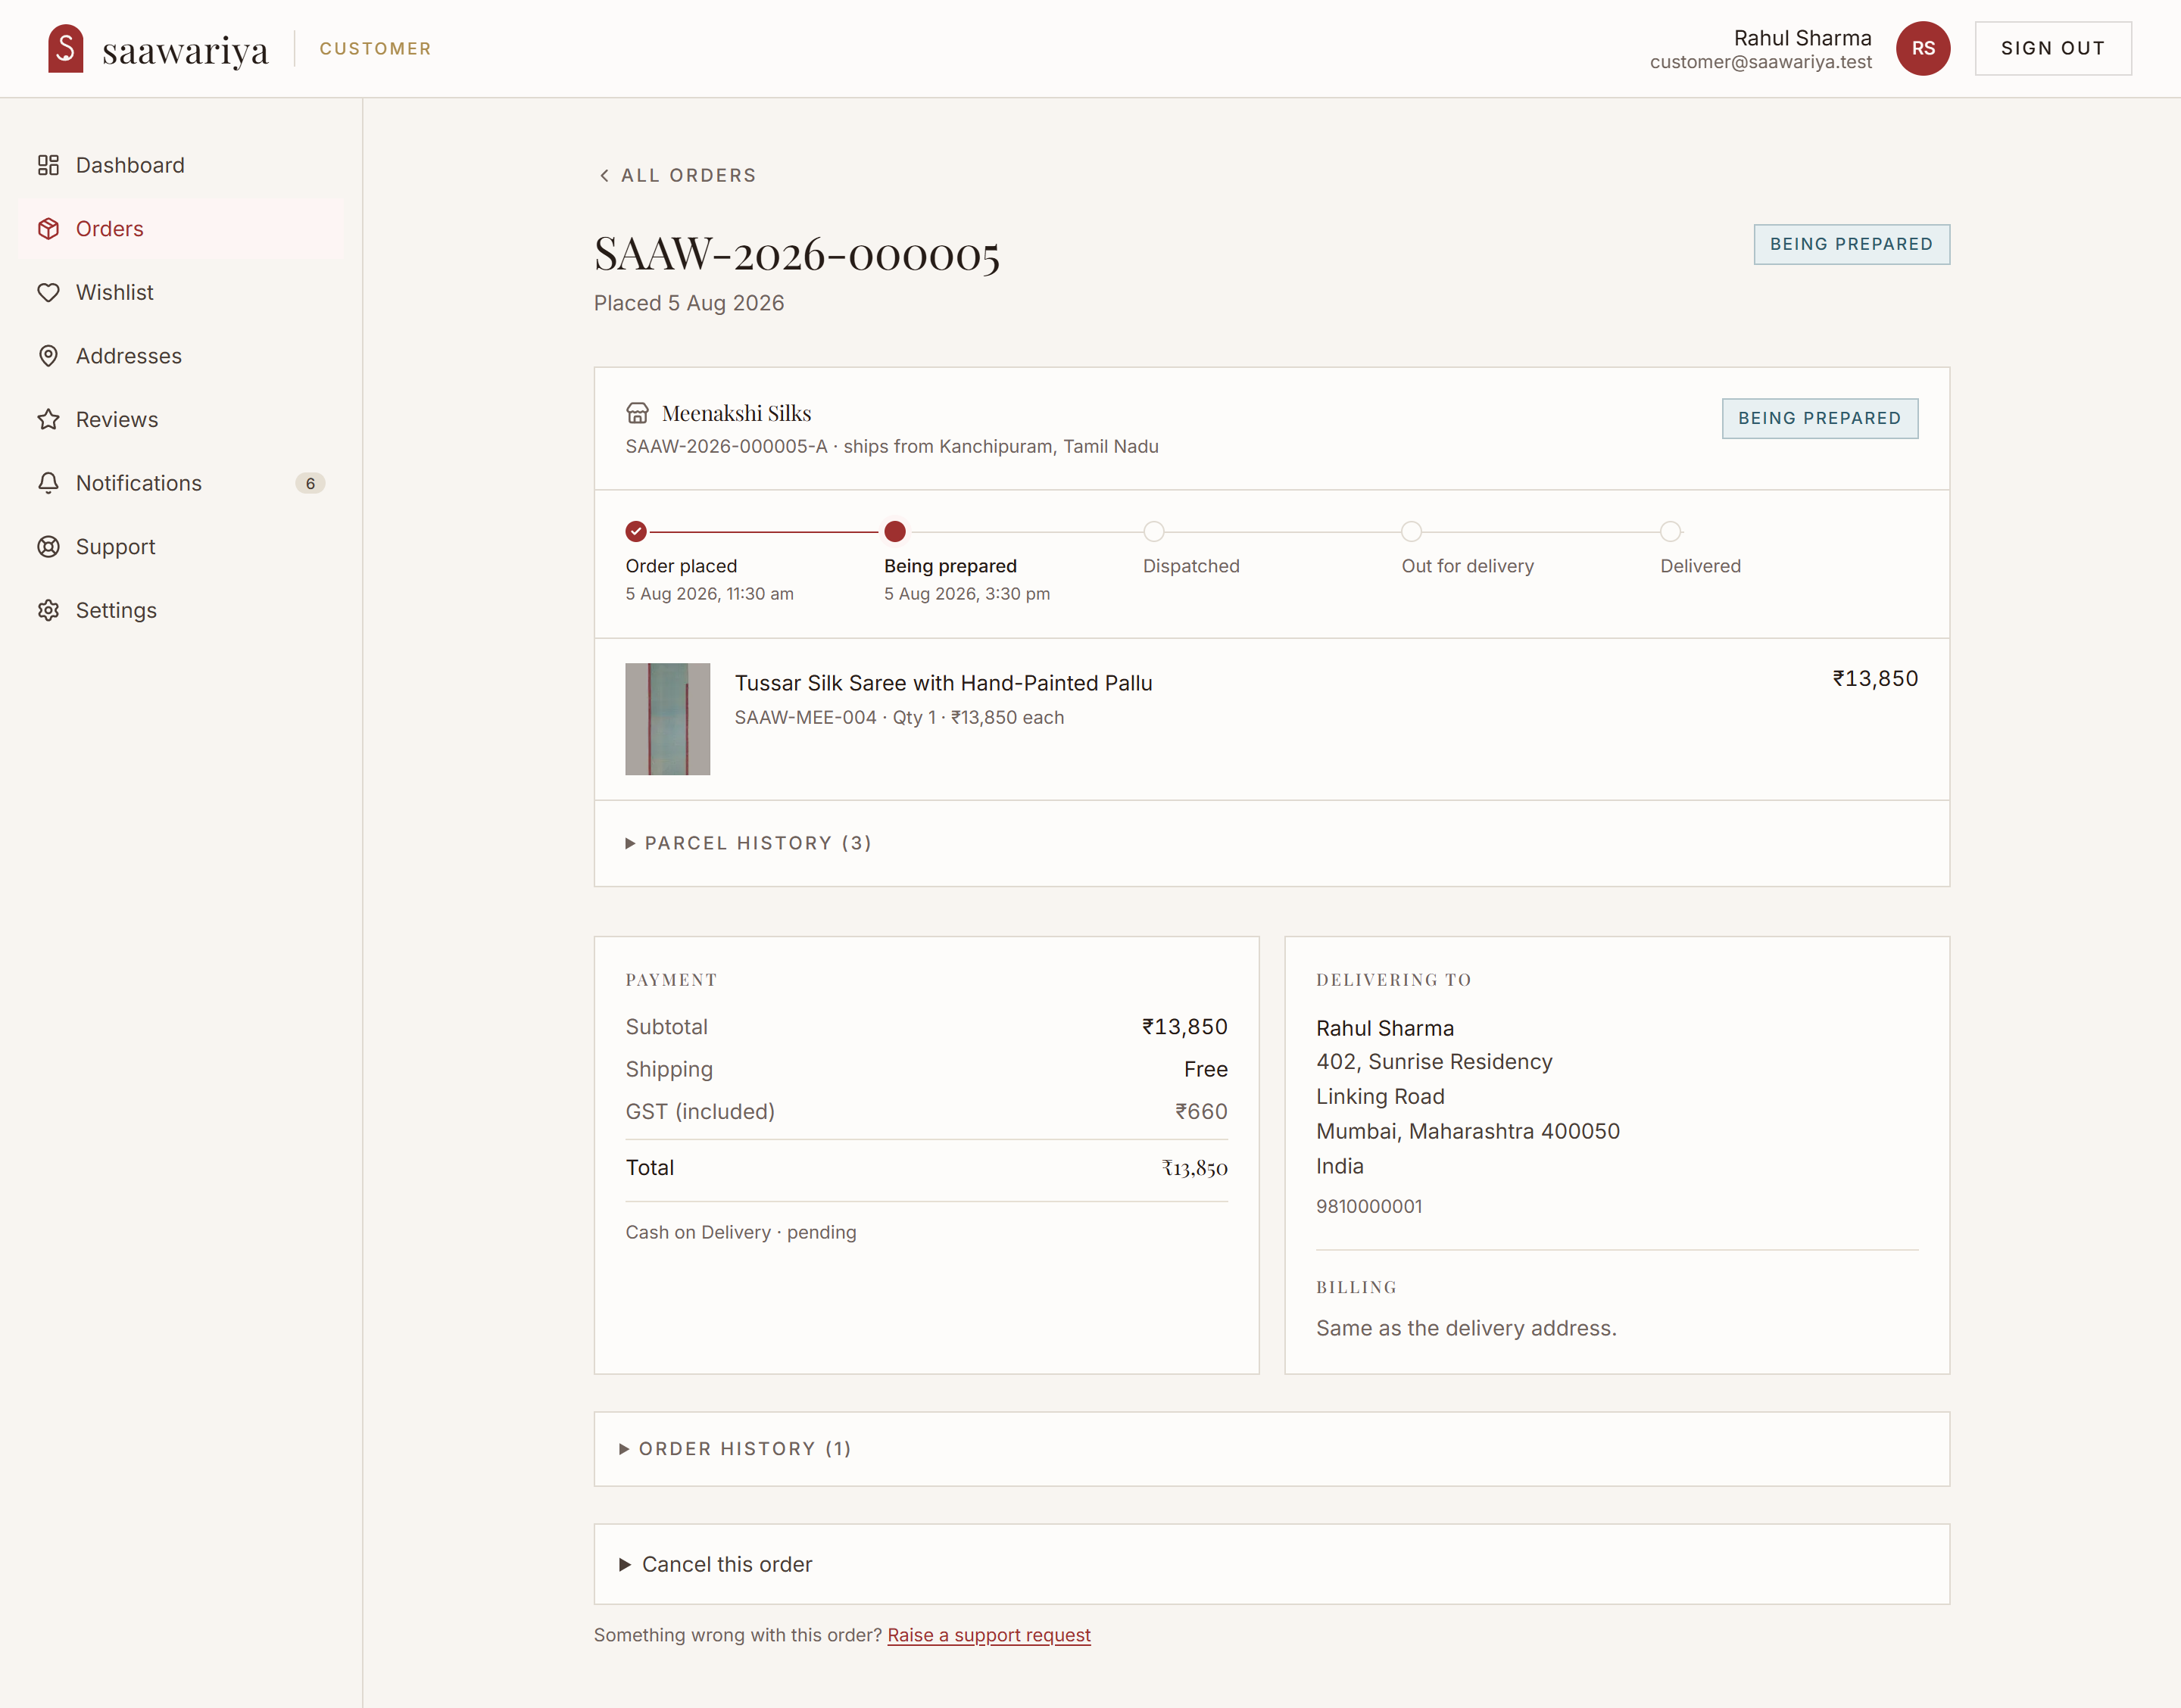 saawariya
CUSTOMER
Rahul Sharma
customer@saawariya.test
RS
SIGN OUT
Dashboard
Orders
Wishlist
Addresses
Reviews
Notifications 6
Support
Settings
ALL ORDERS
SAAW-2026-000005
BEING PREPARED
Placed 5 Aug 2026
Meenakshi Silks
BEING PREPARED
SAAW-2026-000005-A · ships from Kanchipuram, Tamil Nadu
Order placed
5 Aug 2026, 11:30 am
Being prepared
5 Aug 2026, 3:30 pm
Dispatched
Out for delivery
Delivered
Tussar Silk Saree with Hand-Painted Pallu
₹13,850
SAAW-MEE-004 · Qty 1 · ₹13,850 each
PARCEL HISTORY (3)
PAYMENT
Subtotal ₹13,850
Shipping Free
GST (included) ₹660
Total ₹13,850
Cash on Delivery · pending
DELIVERING TO
Rahul Sharma
402, Sunrise Residency
Linking Road
Mumbai, Maharashtra 400050
India
9810000001
BILLING
Same as the delivery address.
ORDER HISTORY (1)
Cancel this order
Something wrong with this order? Raise a support request